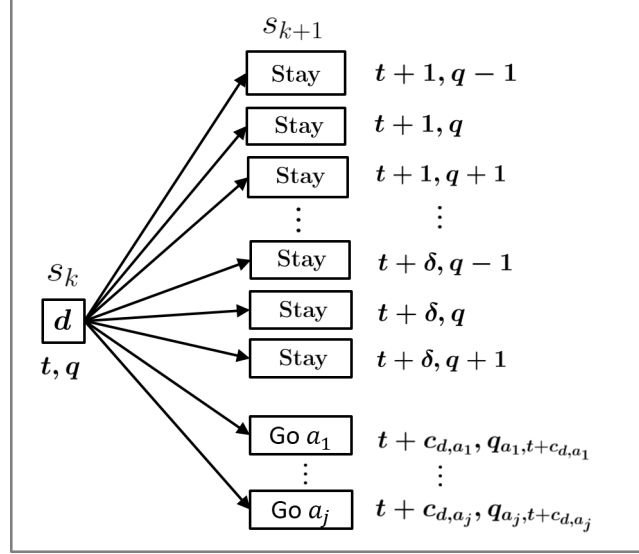 s_{k+1}
Stay t + 1, q − 1
Stay t + 1, q
Stay t + 1, q + 1
⋮ ⋮
Stay t + δ, q − 1
s_k
d
Stay t + δ, q
t, q
Stay t + δ, q + 1
Go a_1 t + c_{d,a_1}, q_{a_1,t+c_{d,a_1}}
⋮ ⋮
Go a_j t + c_{d,a_j}, q_{a_j,t+c_{d,a_j}}